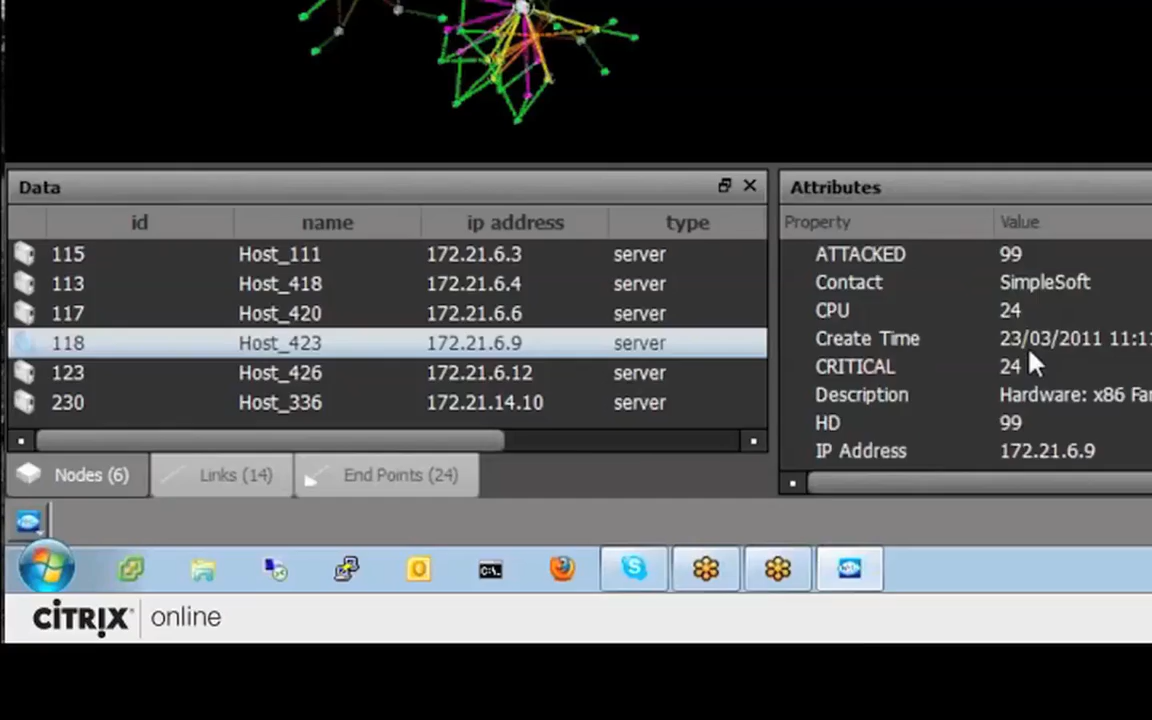 Data
id name ip address type
115 Host_111 172.21.6.3 server
113 Host_418 172.21.6.4 server
117 Host_420 172.21.6.6 server
118 Host_423 172.21.6.9 server
123 Host_426 172.21.6.12 server
230 Host_336 172.21.14.10 server
Nodes (6) Links (14) End Points (24)
Attributes
Property Value
ATTACKED 99
Contact SimpleSoft
CPU 24
Create Time 23/03/2011 11:11
CRITICAL 24
Description Hardware: x86 Fa
HD 99
IP Address 172.21.6.9
C:\.
CiTRIX online